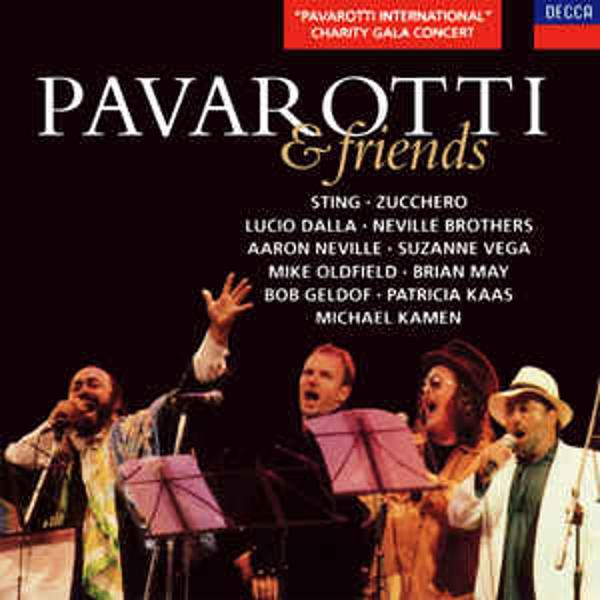 "PAVAROTTI INTERNATIONAL"
CHARITY GALA CONCERT
DECCA
PAVAROTTI
& friends
STING · ZUCCHERO
LUCIO DALLA · NEVILLE BROTHERS
AARON NEVILLE · SUZANNE VEGA
MIKE OLDFIELD · BRIAN MAY
BOB GELDOF · PATRICIA KAAS
MICHAEL KAMEN